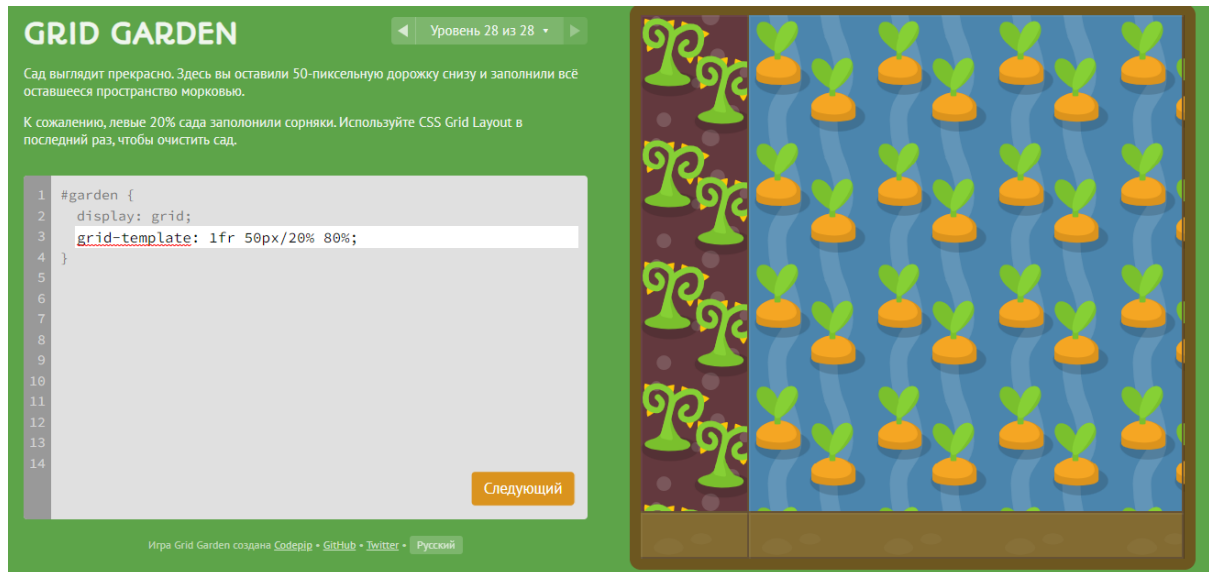 GRID GARDEN
Уровень 28 из 28
Сад выглядит прекрасно. Здесь вы оставили 50-пиксельную дорожку снизу и заполнили всё
оставшееся пространство морковью.
К сожалению, левые 20% сада заполонили сорняки. Используйте CSS Grid Layout в
последний раз, чтобы очистить сад.
1 #garden {
2 display: grid;
3 grid-template: 1fr 50px/20% 80%;
4 }
5
6
7
8
9
10
11
12
13
14
Следующий
Игра Grid Garden создана Codepip • GitHub • Twitter • Русский